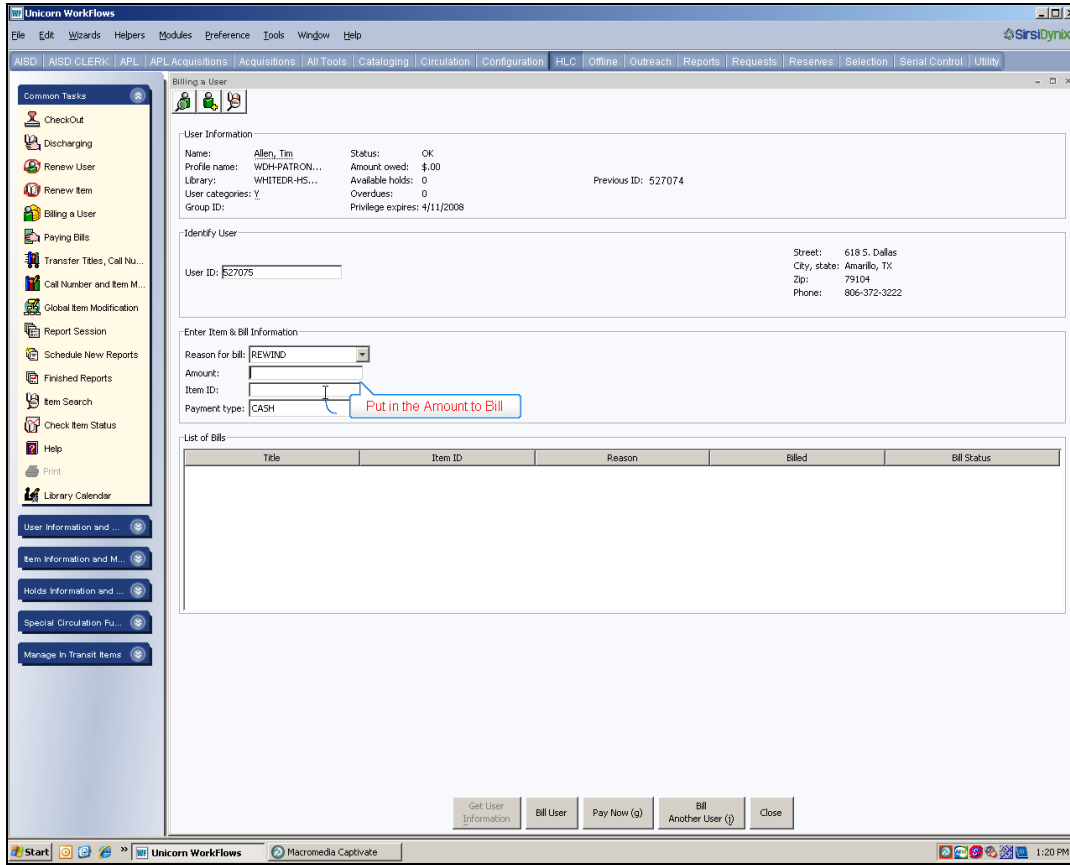 Unicorn WorkFlows
File Edit Wizards Helpers Modules Preference Tools Window Help
SirsiDynix
AISD AISD CLERK APL APL Acquisitions Acquisitions All Tools Cataloging Circulation Configuration HLC Offline Outreach Reports Requests Reserves Selection Serial Control Utility
Billing a User
Common Tasks
CheckOut
Discharging
Renew User
Renew Item
Billing a User
Paying Bills
Transfer Titles, Call Nu...
Call Number and Item M...
Global Item Modification
Report Session
Schedule New Reports
Finished Reports
Item Search
Check Item Status
Help
Print
Library Calendar
User Information and ...
Item Information and M...
Holds Information and ...
Special Circulation Fu...
Manage In Transit Items
User Information
Name: Allen, Tim Status: OK
Profile name: WDH-PATRON... Amount owed: $.00
Library: WHITEDR-HS... Available holds: 0 Previous ID: 527074
User categories: Y Overdues: 0
Group ID: Privilege expires: 4/11/2008
Identify User
User ID: 527075
Street: 618 S. Dallas
City, state: Amarillo, TX
Zip: 79104
Phone: 806-372-3222
Enter Item & Bill Information
Reason for bill: REWIND
Amount:
Item ID:
Payment type: CASH
Put in the Amount to Bill
List of Bills
Title Item ID Reason Billed Bill Status
Get User Information
Bill User
Pay Now (g)
Bill Another User (j)
Close
Start » Unicorn WorkFlows Macromedia Captivate 1:20 PM